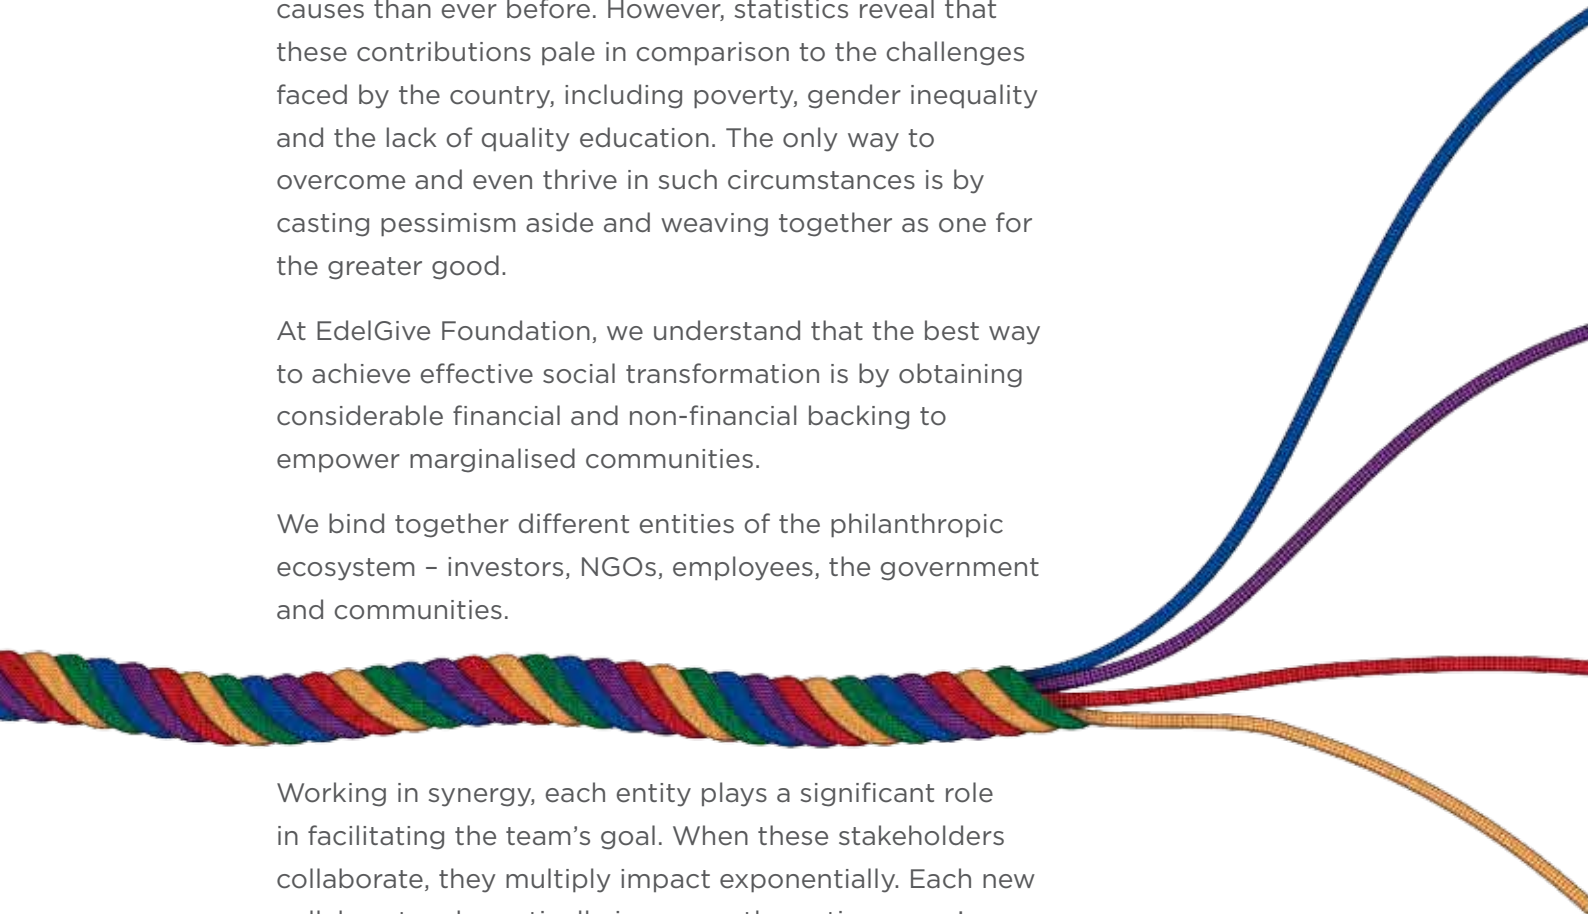 causes than ever before. However, statistics reveal that
these contributions pale in comparison to the challenges
faced by the country, including poverty, gender inequality
and the lack of quality education. The only way to
overcome and even thrive in such circumstances is by
casting pessimism aside and weaving together as one for
the greater good.
At EdelGive Foundation, we understand that the best way
to achieve effective social transformation is by obtaining
considerable financial and non-financial backing to
empower marginalised communities.
We bind together different entities of the philanthropic
ecosystem – investors, NGOs, employees, the government
and communities.
Working in synergy, each entity plays a significant role
in facilitating the team’s goal. When these stakeholders
collaborate, they multiply impact exponentially. Each new